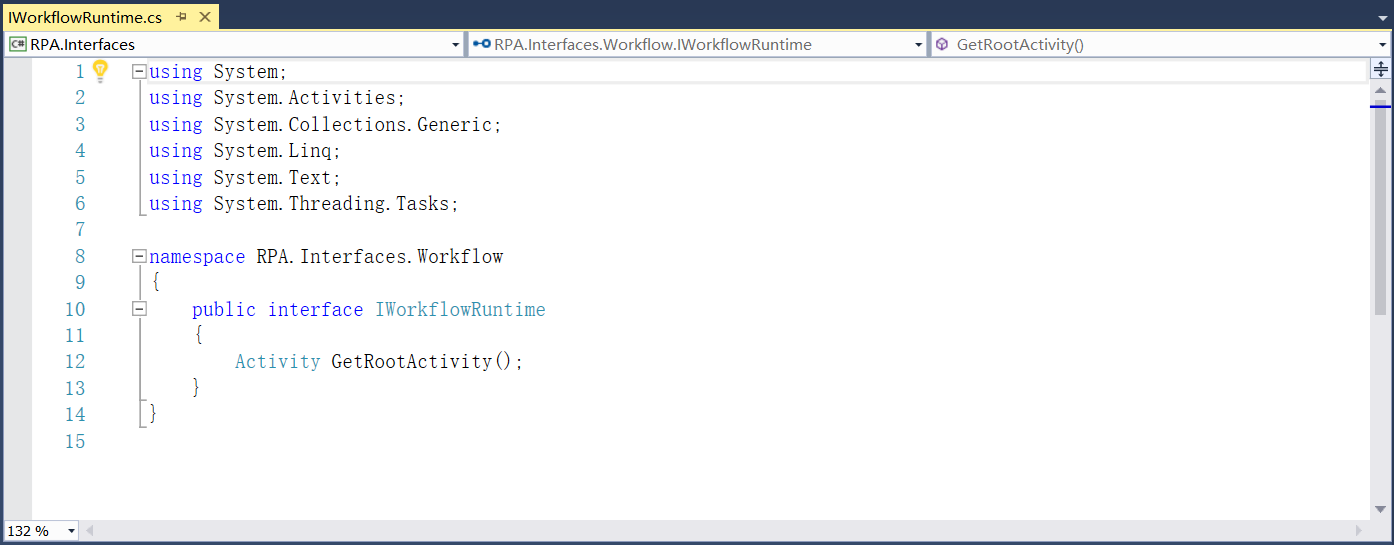 IWorkflowRuntime.cs
C# RPA.Interfaces RPA.Interfaces.Workflow.IWorkflowRuntime GetRootActivity()
1 using System;
2 using System.Activities;
3 using System.Collections.Generic;
4 using System.Linq;
5 using System.Text;
6 using System.Threading.Tasks;
7
8 namespace RPA.Interfaces.Workflow
9 {
10 public interface IWorkflowRuntime
11 {
12 Activity GetRootActivity();
13 }
14 }
15
132 %